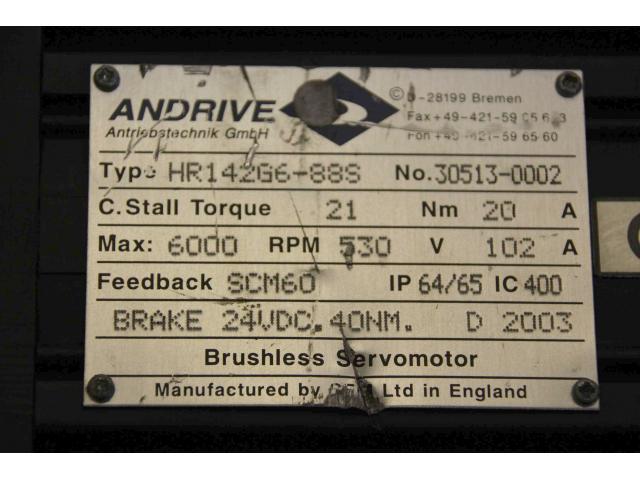 ANDRIVE
Antriebstechnik GmbH
© D-28199 Bremen
Fax +49-421-59
Fon +49-421-59 65 60
Type HR142G6-88S No. 30513-0002
C. Stall Torque 21 Nm 20 A
Max: 6000 RPM 530 V 102 A
Feedback SCM60 IP 64/65 IC 400
BRAKE 24VDC. 40NM. D 2003
Brushless Servomotor
Manufactured by Ltd in England